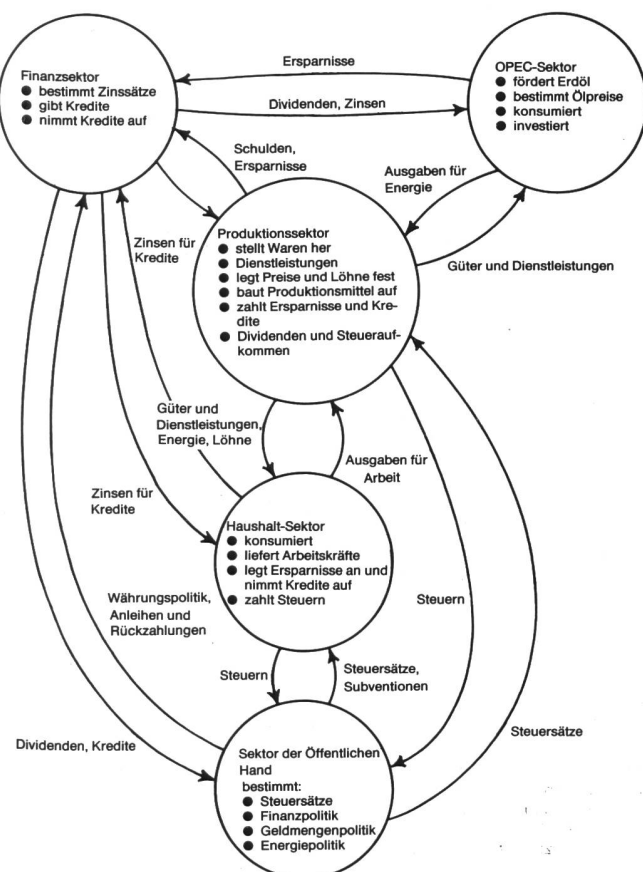 Finanzsektor
● bestimmt Zinssätze
● gibt Kredite
● nimmt Kredite auf
Ersparnisse
Dividenden, Zinsen
OPEC-Sektor
● fördert Erdöl
● bestimmt Ölpreise
● konsumiert
● investiert
Schulden,
Ersparnisse
Ausgaben für
Energie
Zinsen für
Kredite
Produktionssektor
● stellt Waren her
● Dienstleistungen
● legt Preise und Löhne fest
● baut Produktionsmittel auf
● zahlt Ersparnisse und Kre-
dite
● Dividenden und Steuerauf-
kommen
Güter und Dienstleistungen
Güter und
Dienstleistungen,
Energie, Löhne
Ausgaben für
Arbeit
Zinsen für
Kredite
Haushalt-Sektor
● konsumiert
● liefert Arbeitskräfte
● legt Ersparnisse an und
nimmt Kredite auf
● zahlt Steuern
Währungspolitik,
Anleihen und
Rückzahlungen
Steuern
Steuern
Steuersätze,
Subventionen
Steuersätze
Dividenden, Kredite
Sektor der Öffentlichen
Hand
bestimmt:
● Steuersätze
● Finanzpolitik
● Geldmengenpolitik
● Energiepolitik